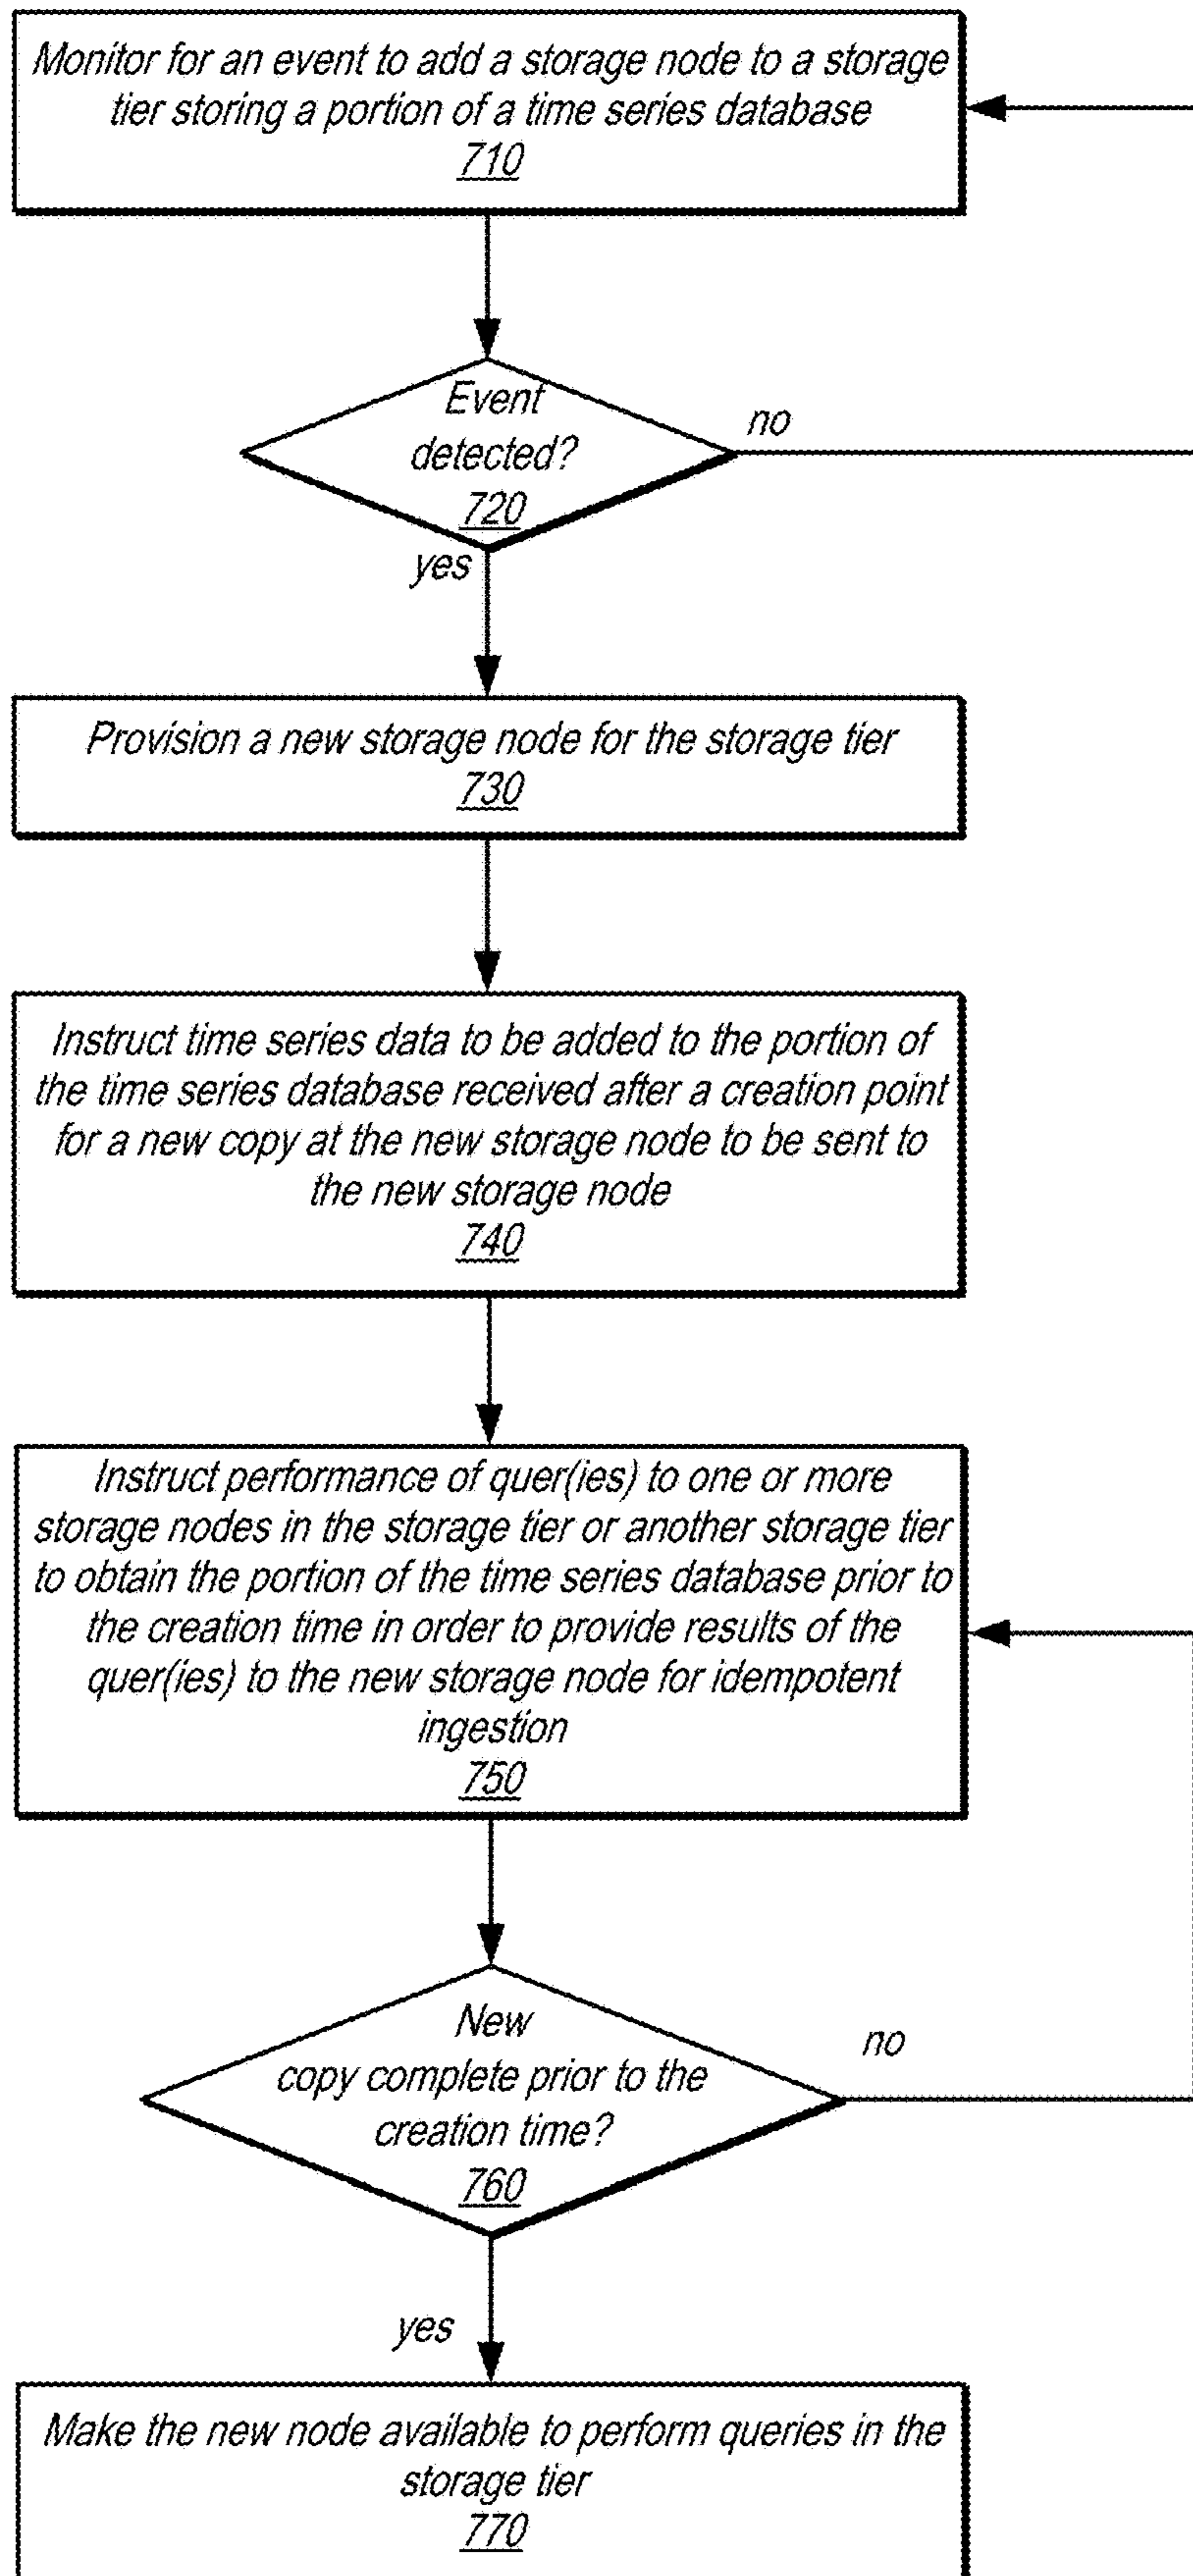 Monitor for an event to add a storage node to a storage
tier storing a portion of a time series database
710
Event
detected?
720
no
yes
Provision a new storage node for the storage tier
730
Instruct time series data to be added to the portion of
the time series database received after a creation point
for a new copy at the new storage node to be sent to
the new storage node
740
Instruct performance of quer(ies) to one or more
storage nodes in the storage tier or another storage tier
to obtain the portion of the time series database prior to
the creation time in order to provide results of the
quer(ies) to the new storage node for idempotent
ingestion
750
New
copy complete prior to the
creation time?
760
no
yes
Make the new node available to perform queries in the
storage tier
770